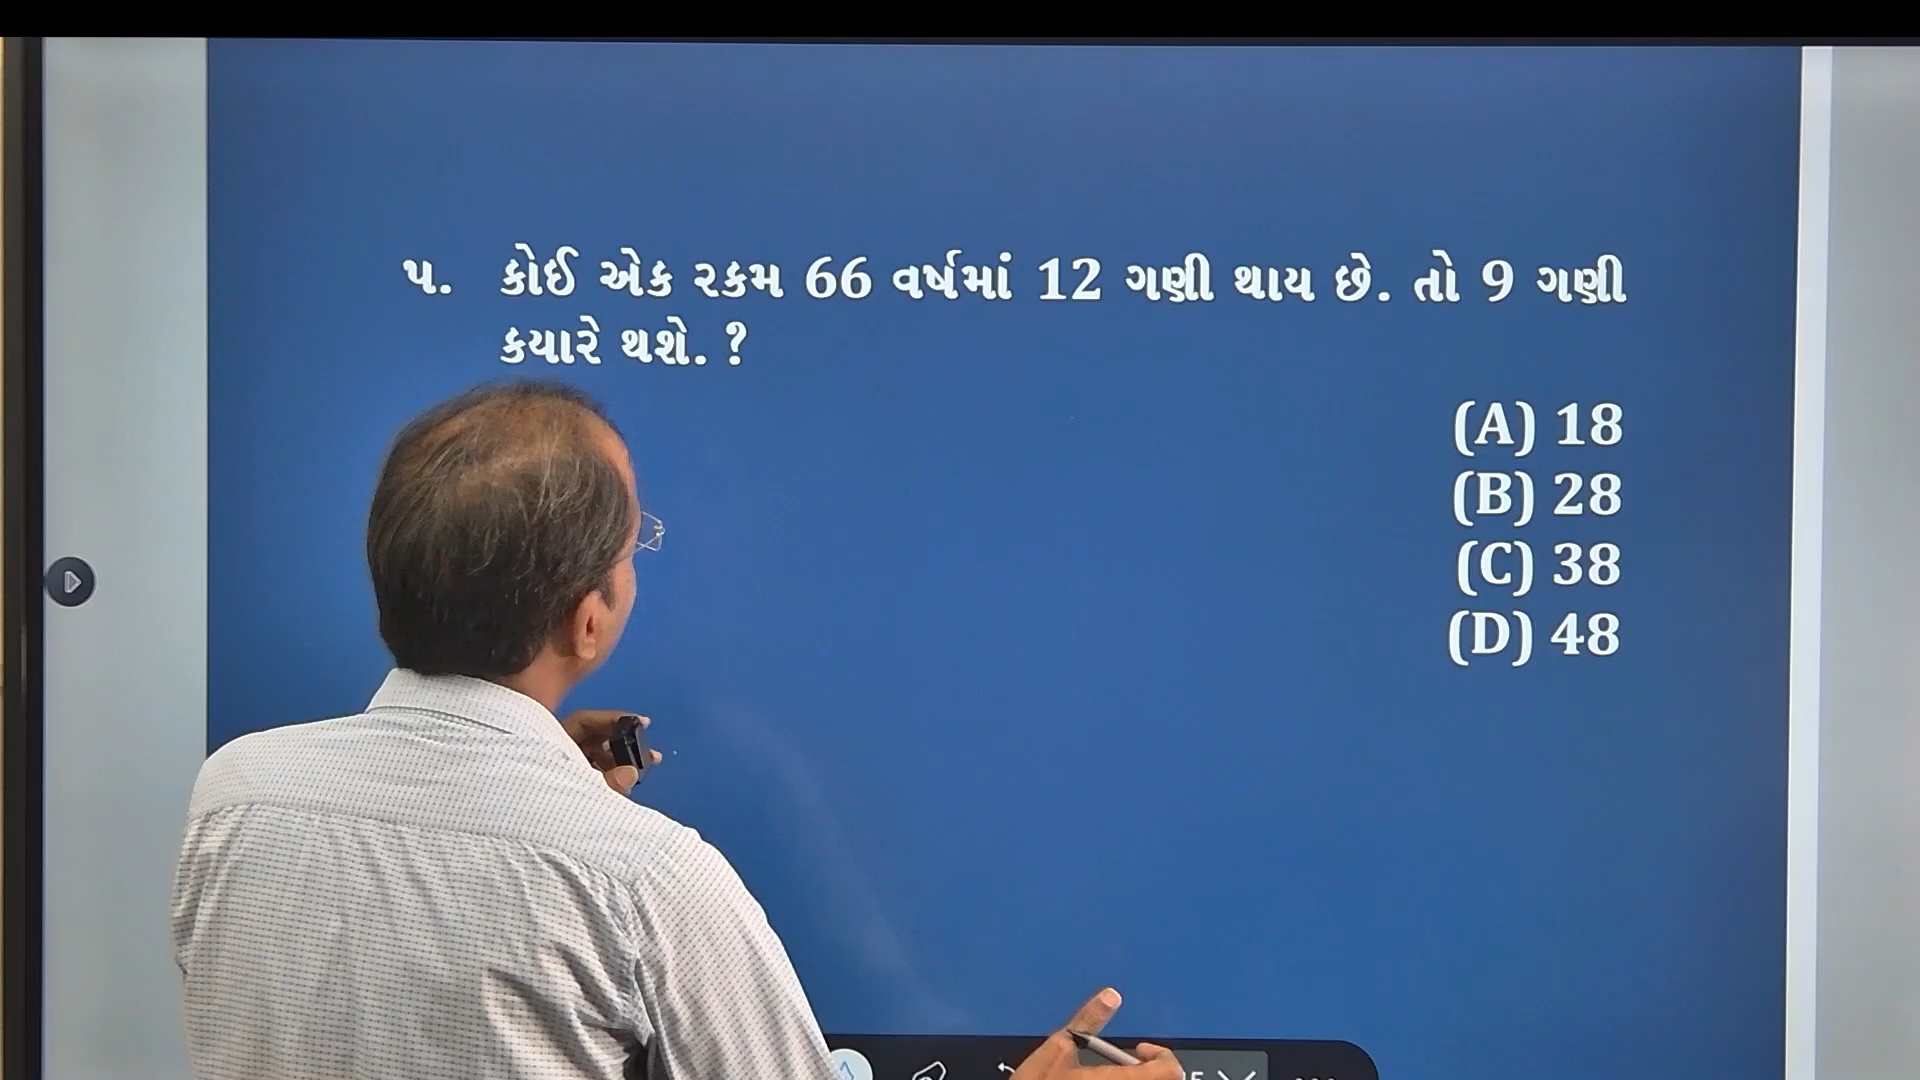 ૫. કોઈ એક રકમ 66 વર્ષમાં 12 ગણી થાય છે. તો 9 ગણી
કયારે થશે. ?
(A) 18
(B) 28
(C) 38
(D) 48